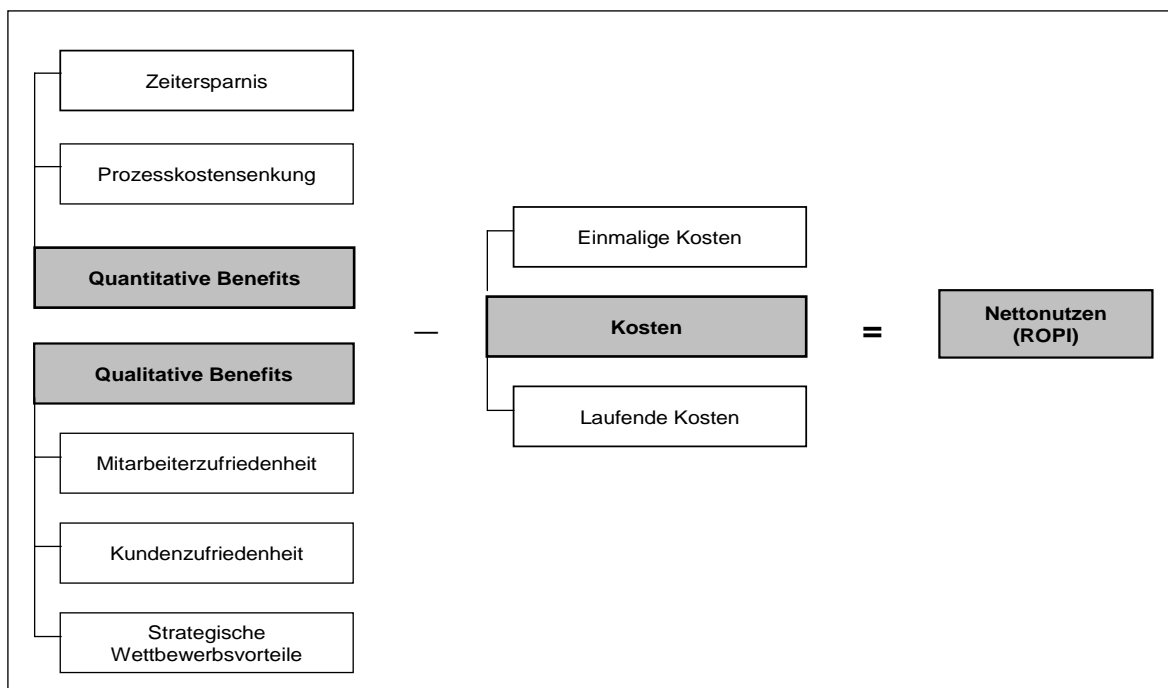 Zeitersparnis
Prozesskostensenkung
Quantitative Benefits
Qualitative Benefits
Mitarbeiterzufriedenheit
Kundenzufriedenheit
Strategische
Wettbewerbsvorteile
–
Einmalige Kosten
Kosten
Laufende Kosten
=
Nettonutzen
(ROPI)